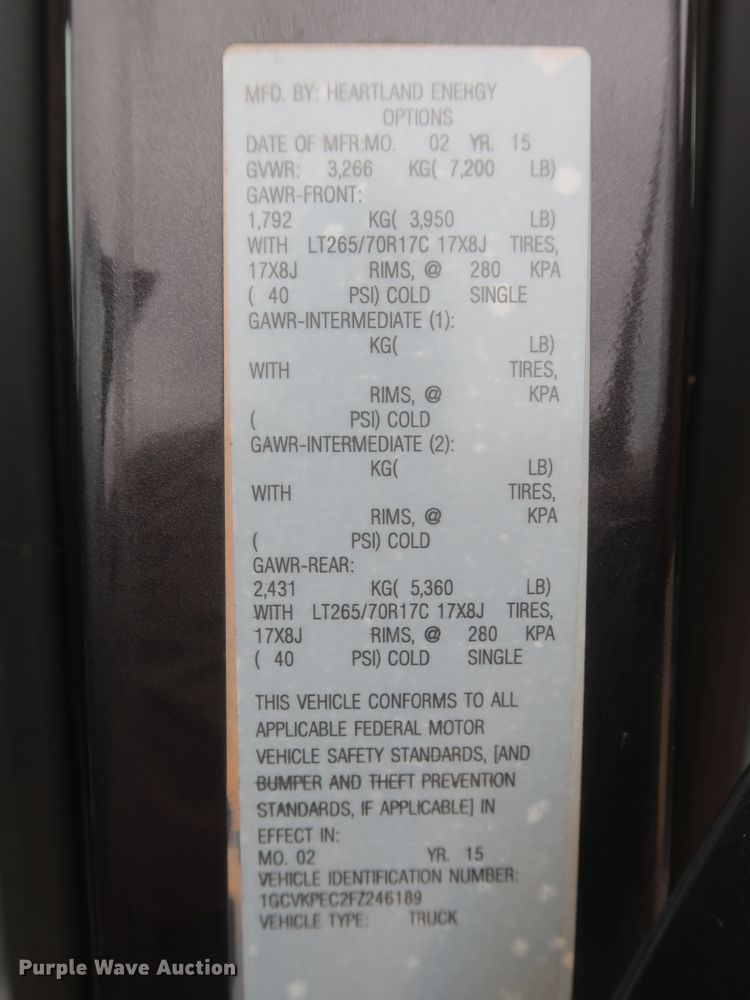 MFD. BY: HEARTLAND ENERGY
OPTIONS
DATE OF MFR:MO. 02 YR. 15
GVWR: 3,266 KG( 7,200 LB)
GAWR-FRONT:
1,792 KG( 3,950 LB)
WITH LT265/70R17C 17X8J TIRES,
17X8J RIMS, @ 280 KPA
( 40 PSI) COLD SINGLE
GAWR-INTERMEDIATE (1):
KG( LB)
WITH TIRES,
RIMS, @ KPA
( PSI) COLD
GAWR-INTERMEDIATE (2):
KG( LB)
WITH TIRES,
RIMS, @ KPA
( PSI) COLD
GAWR-REAR:
2,431 KG( 5,360 LB)
WITH LT265/70R17C 17X8J TIRES,
17X8J RIMS, @ 280 KPA
( 40 PSI) COLD SINGLE
THIS VEHICLE CONFORMS TO ALL
APPLICABLE FEDERAL MOTOR
VEHICLE SAFETY STANDARDS, [AND
BUMPER AND THEFT PREVENTION
STANDARDS, IF APPLICABLE] IN
EFFECT IN:
MO. 02 YR. 15
VEHICLE IDENTIFICATION NUMBER:
1GCVKPEC2FZ246189
VEHICLE TYPE: TRUCK
Purple Wave Auction